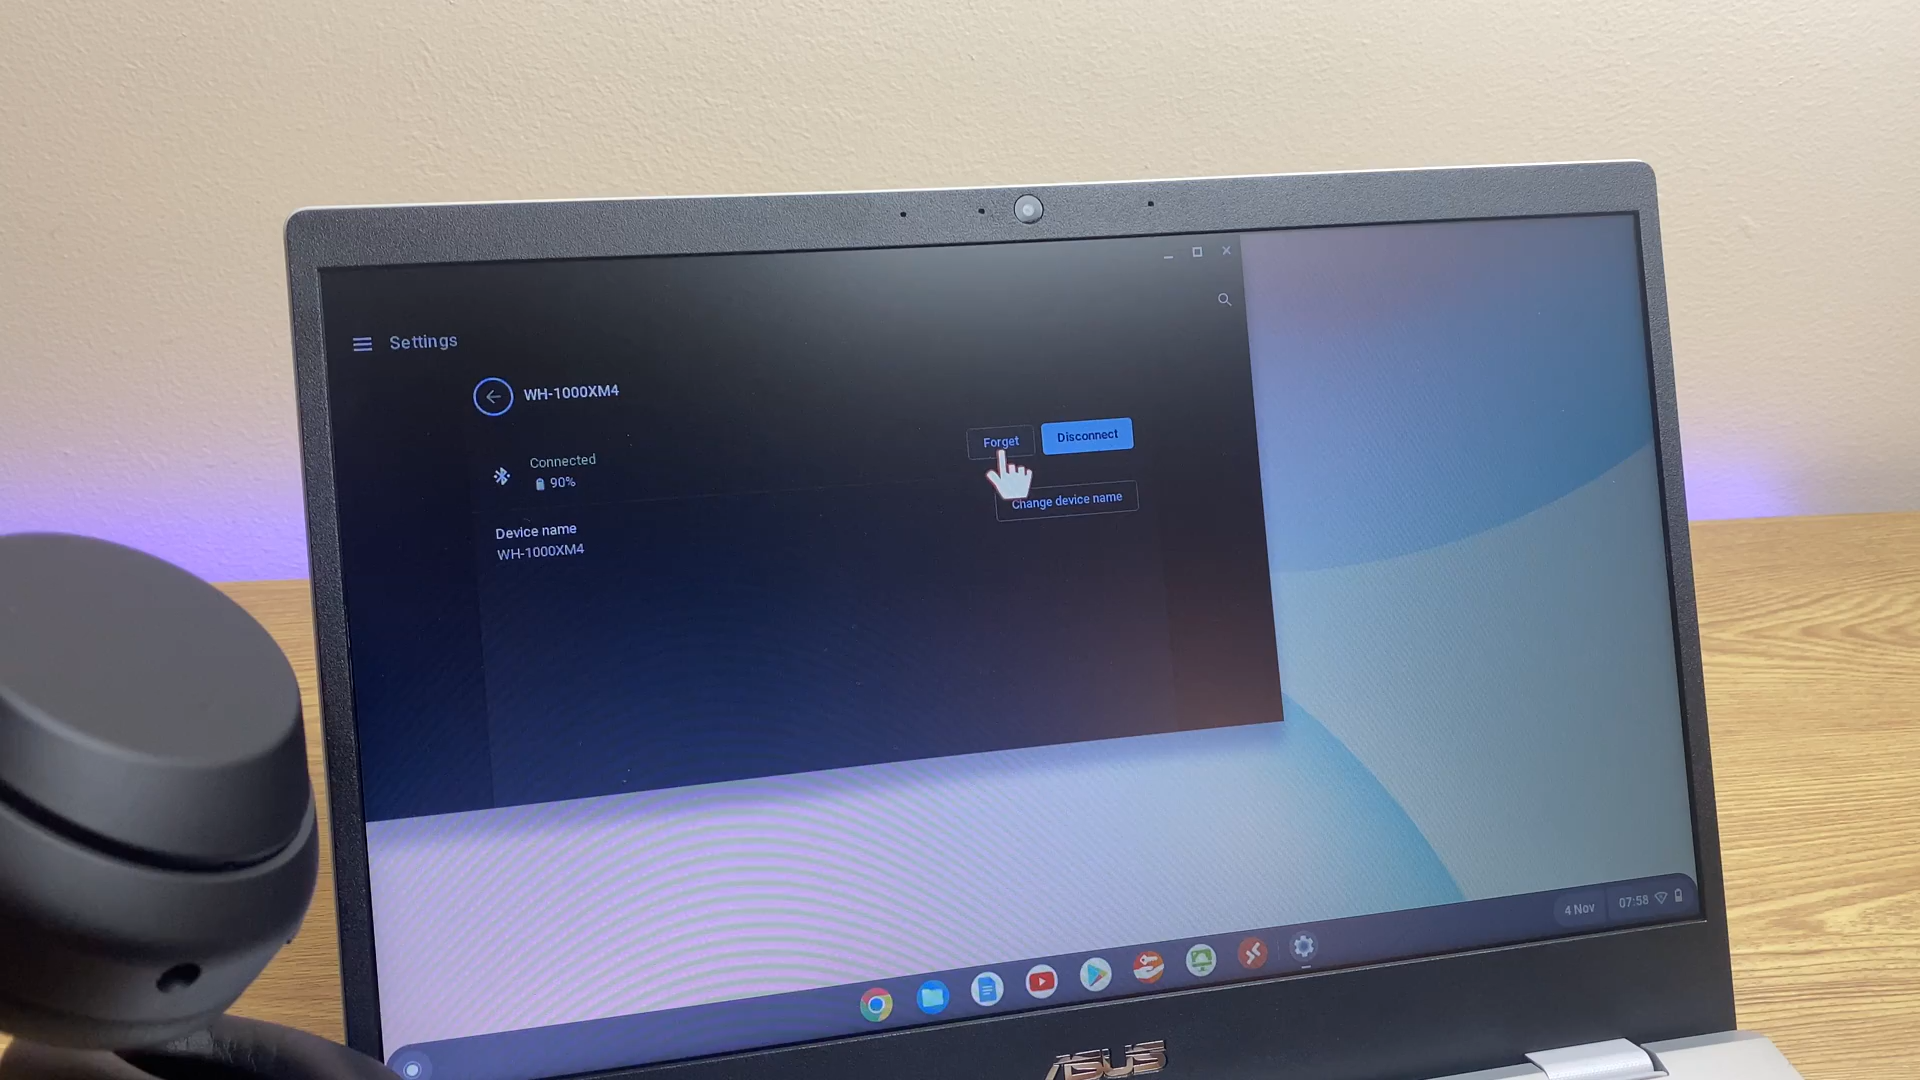 Settings
WH-1000XM4
Forget
Disconnect
Connected
90%
Change device name
Device name
WH-1000XM4
4 Nov
07:58
ASUS